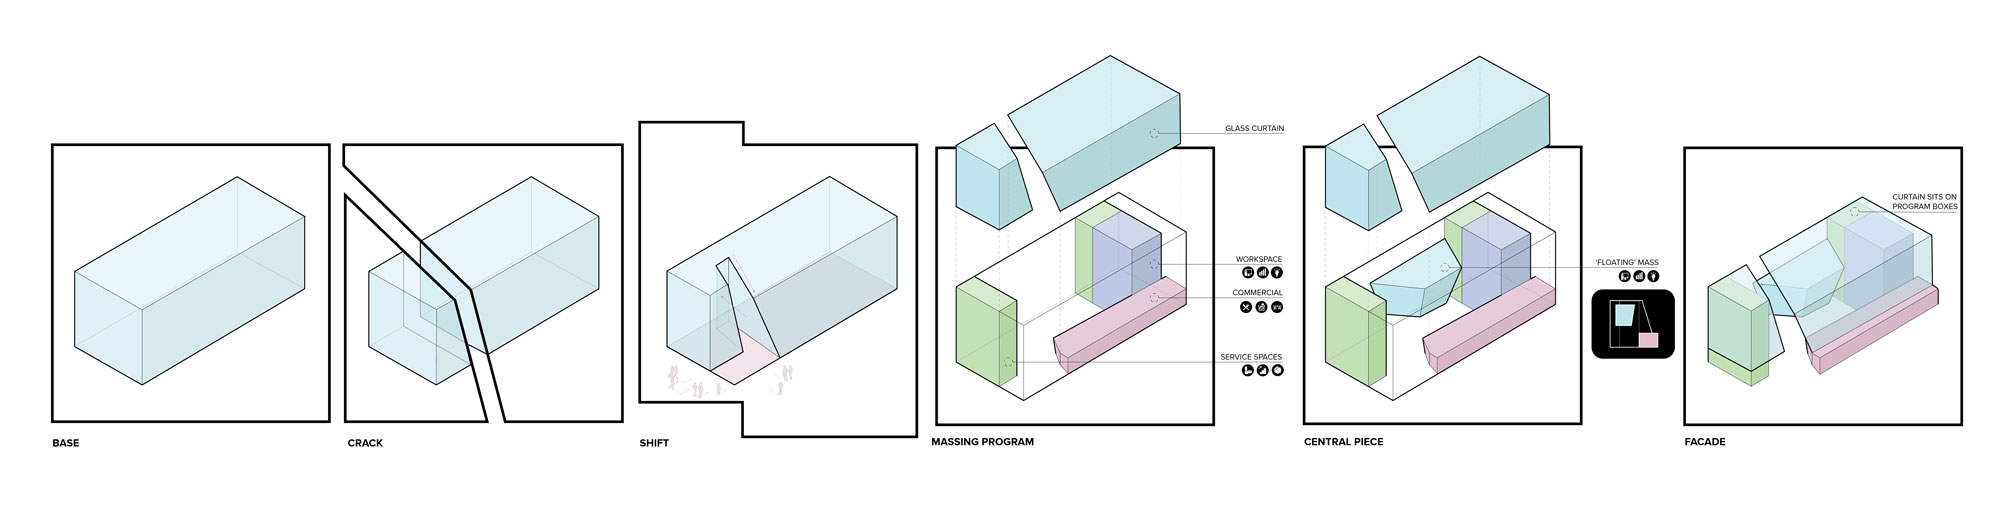 GLASS CURTAIN
WORKSPACE
COMMERCIAL
SERVICE SPACES
'FLOATING' MASS
CURTAIN SITS ON
PROGRAM BOXES
BASE
CRACK
SHIFT
MASSING PROGRAM
CENTRAL PIECE
FACADE